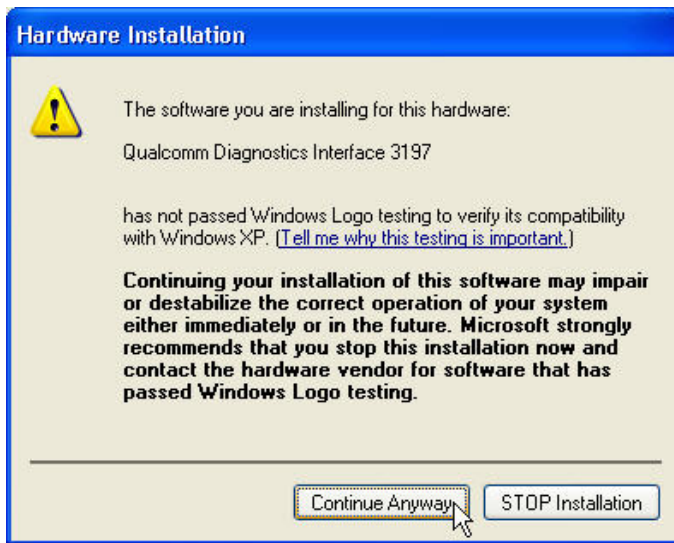 Hardware Installation
The software you are installing for this hardware:
Qualcomm Diagnostics Interface 3197
has not passed Windows Logo testing to verify its compatibility
with Windows XP. (Tell me why this testing is important.)
Continuing your installation of this software may impair
or destabilize the correct operation of your system
either immediately or in the future. Microsoft strongly
recommends that you stop this installation now and
contact the hardware vendor for software that has
passed Windows Logo testing.
Continue Anyway
STOP Installation